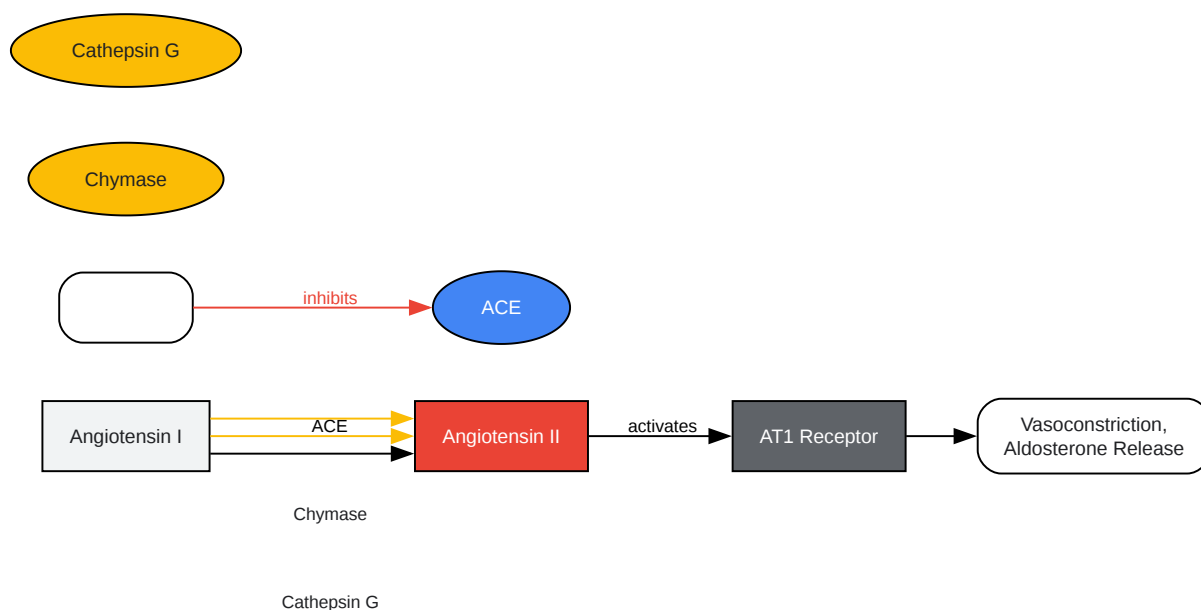 Cathepsin G
Chymase
inhibits
ACE
Angiotensin I
ACE
Angiotensin II
activates
AT1 Receptor
Vasoconstriction,
Aldosterone Release
Chymase
Cathepsin G